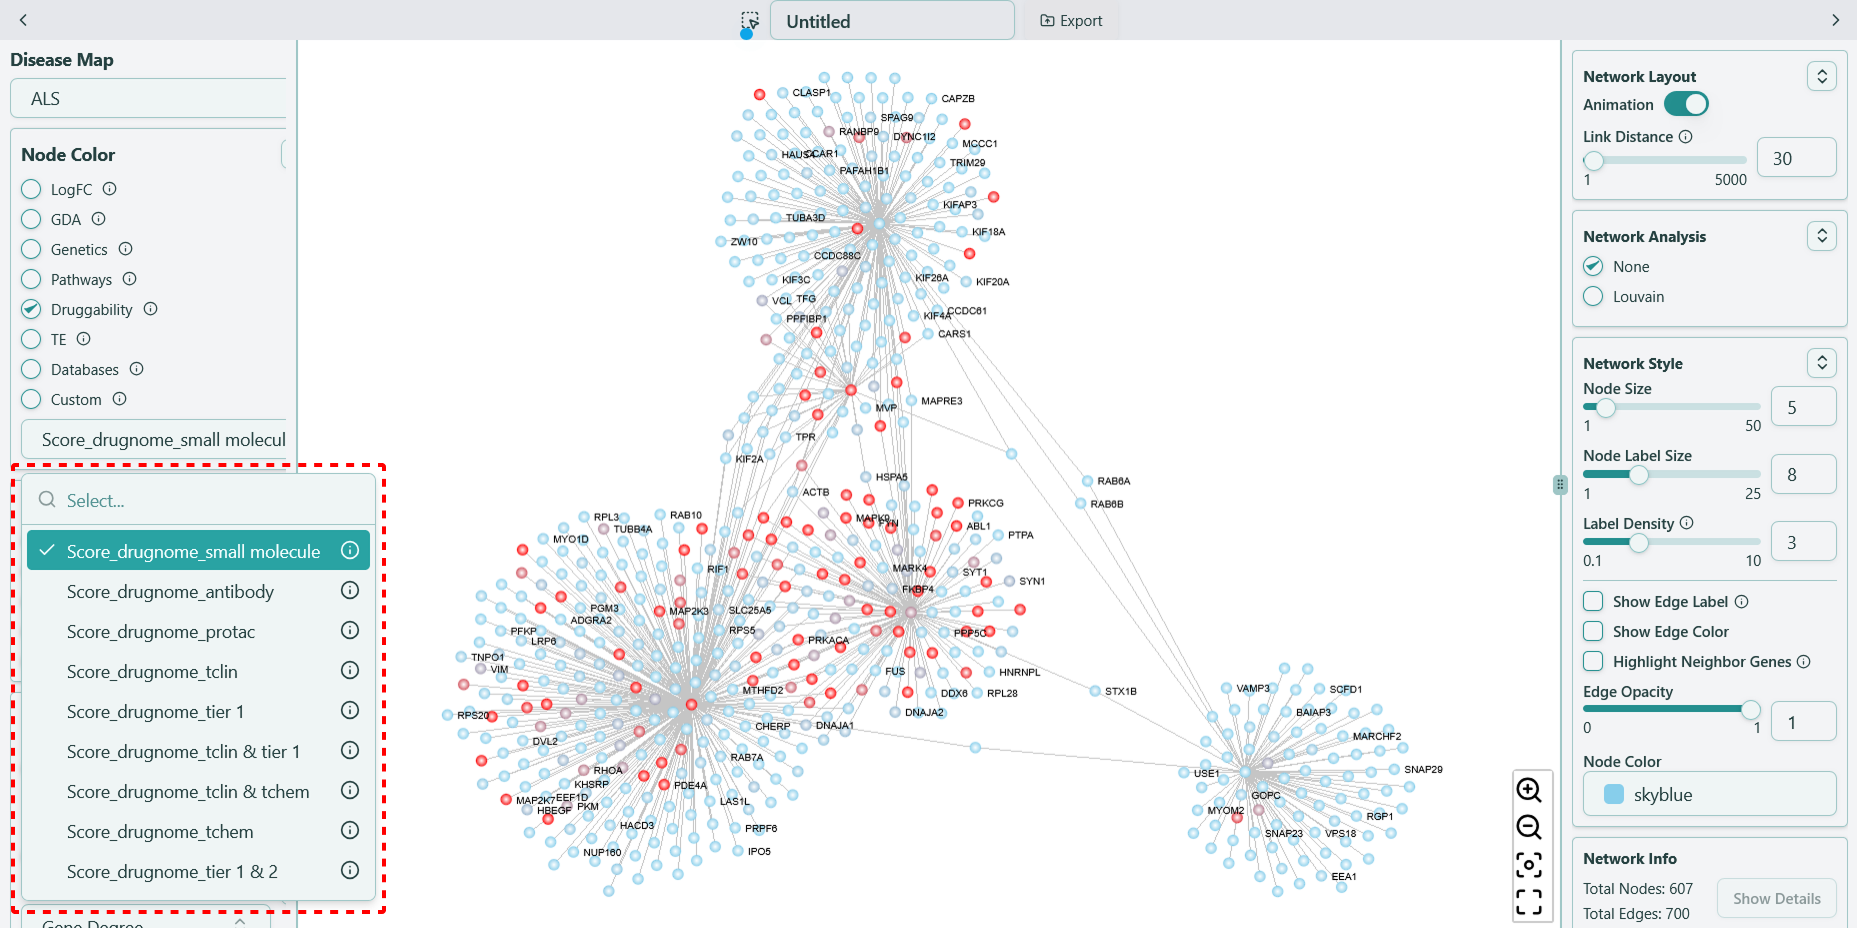 Untitled
Export
Disease Map
ALS
Node Color
LogFC
GDA
Genetics
Pathways
Druggability
TE
Databases
Custom
Score_drugnome_small molecul
Select...
Score_drugnome_small molecule
Score_drugnome_antibody
Score_drugnome_protac
Score_drugnome_tclin
Score_drugnome_tier 1
Score_drugnome_tclin & tier 1
Score_drugnome_tclin & tchem
Score_drugnome_tchem
Score_drugnome_tier 1 & 2
Gene Degree
CLASP1
CAPZB
SPAG9
RANBP9
DYNC1I2
MCCC1
HAUS4
CCAR1
TRIM29
PAFAH1B1
KIFAP3
TUBA3D
KIF18A
ZW10
CCDC88C
KIF3C
KIF26A
KIF20A
VCL
TFG
CCDC61
PPFIBP1
KIF4A
CARS1
MVP
MAPRE3
TPR
KIF2A
HSPA5
RAB6A
ACTB
PRKCG
RAB6B
RPL3
RAB10
MAPK9
FYN
TUBB4A
ABL1
MYO1D
PTPA
RIF1
MARK4
SYT1
SYN1
FKBP4
PGM3
MAP2K3
SLC25A5
ADGRA2
PFKP
RPS5
PPP5C
LRP6
PRKACA
TNPO1
VIM
FUS
HNRNPL
MTHFD2
DDX6
RPL28
STX1B
RPS20
DNAJA2
CHERP
DNAJA1
DVL2
RAB7A
RHOA
KHSRP
PDE4A
MAP2K7
EEF1D
HBEGF
PKM
LAS1L
HACD3
PRPF6
NUP160
IPO5
VAMP3
SCFD1
BAIAP3
MARCHF2
USE1
SNAP29
GOPC
MYOM2
RGP1
SNAP23
VPS18
EEA1
Network Layout
Animation
Link Distance
30
1
5000
Network Analysis
None
Louvain
Network Style
Node Size
5
1
50
Node Label Size
8
1
25
Label Density
3
0.1
10
Show Edge Label
Show Edge Color
Highlight Neighbor Genes
Edge Opacity
1
0
1
Node Color
skyblue
Network Info
Total Nodes: 607
Show Details
Total Edges: 700